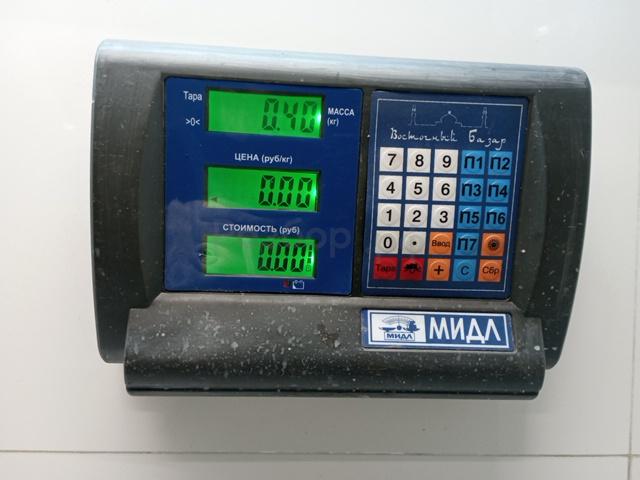 Тара
>0<
0.40
МАССА
(кг)
ЦЕНА (руб/кг)
0.00
СТОИМОСТЬ (руб)
0.00
Восточный Базар
7 8 9 П1 П2
4 5 6 П3 П4
1 2 3 П5 П6
0 . Ввод П7
Тара + С Сбр
МИДЛ
МИДЛ